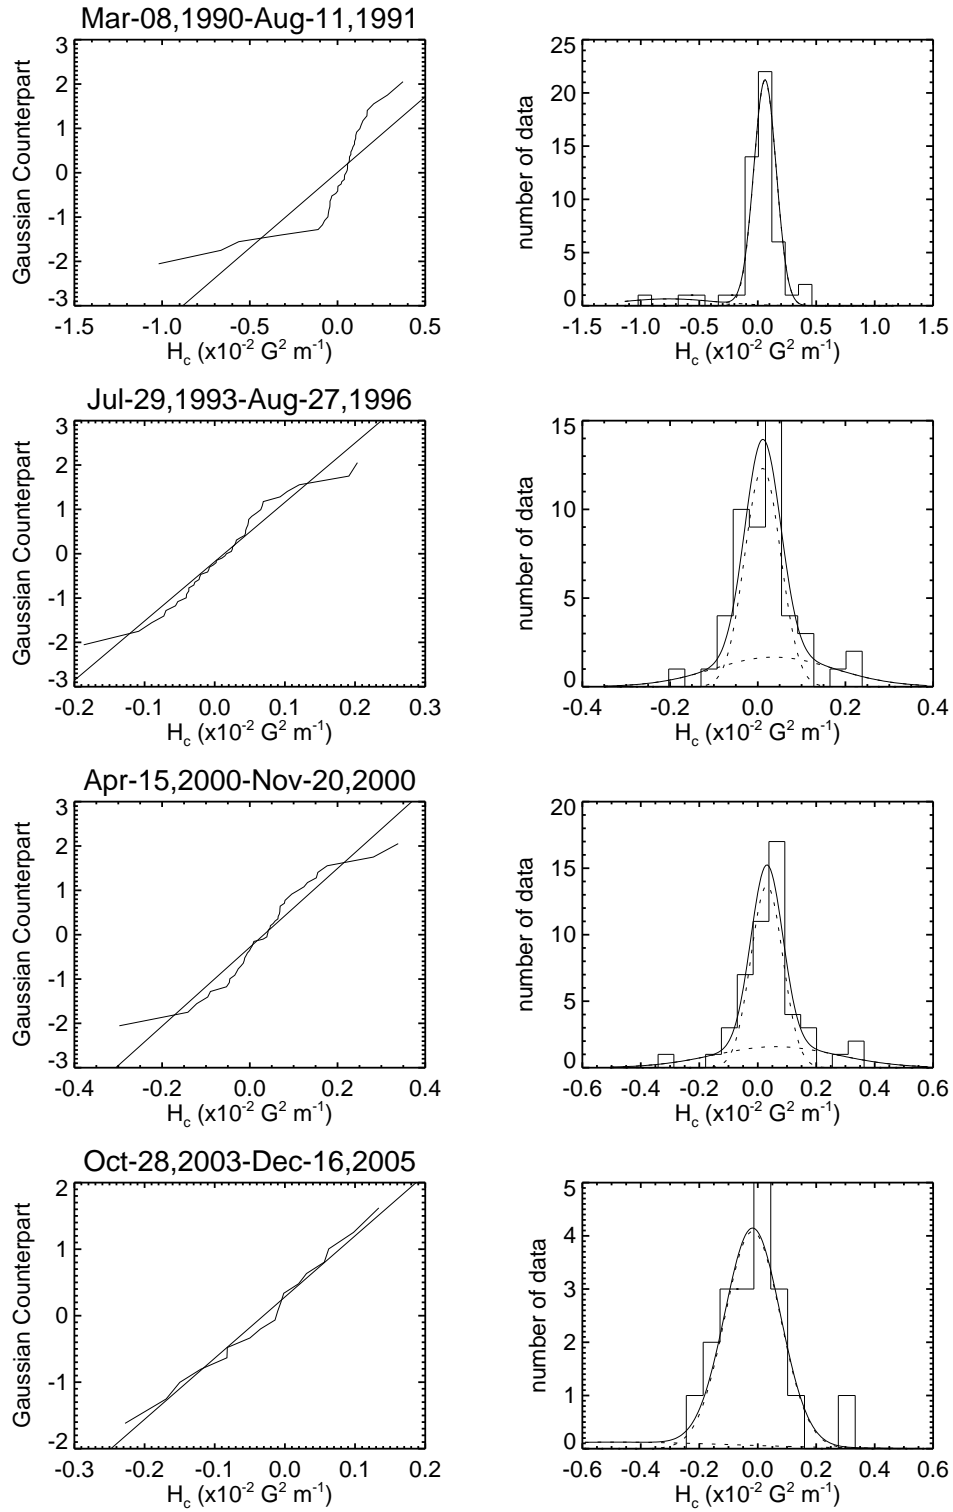 Mar-08,1990-Aug-11,1991
Gaussian Counterpart
3
2
1
0
-1
-2
-3
-1.5 -1.0 -0.5 0.0 0.5
H_c (x10^-2 G^2 m^-1)
number of data
25
20
15
10
5
0
-1.5 -1.0 -0.5 0.0 0.5 1.0 1.5
H_c (x10^-2 G^2 m^-1)
Jul-29,1993-Aug-27,1996
Gaussian Counterpart
3
2
1
0
-1
-2
-3
-0.2 -0.1 0.0 0.1 0.2 0.3
H_c (x10^-2 G^2 m^-1)
number of data
15
10
5
0
-0.4 -0.2 0.0 0.2 0.4
H_c (x10^-2 G^2 m^-1)
Apr-15,2000-Nov-20,2000
Gaussian Counterpart
3
2
1
0
-1
-2
-3
-0.4 -0.2 0.0 0.2 0.4
H_c (x10^-2 G^2 m^-1)
number of data
20
15
10
5
0
-0.6 -0.4 -0.2 0.0 0.2 0.4 0.6
H_c (x10^-2 G^2 m^-1)
Oct-28,2003-Dec-16,2005
Gaussian Counterpart
2
1
0
-1
-2
-0.3 -0.2 -0.1 0.0 0.1 0.2
H_c (x10^-2 G^2 m^-1)
number of data
5
4
3
2
1
0
-0.6 -0.4 -0.2 0.0 0.2 0.4 0.6
H_c (x10^-2 G^2 m^-1)